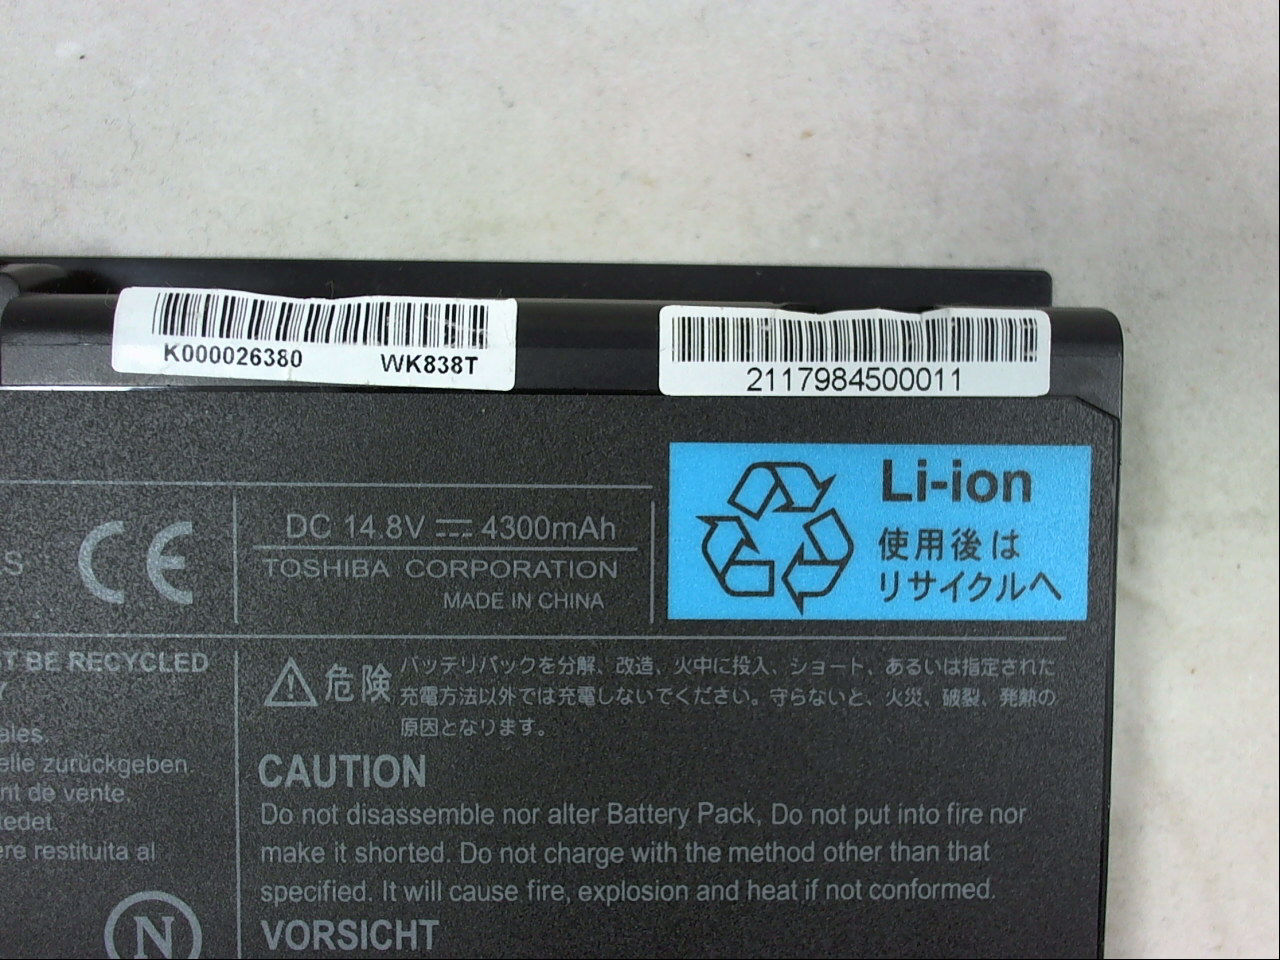 K000026380 WK838T
2117984500011
Li-ion
使用後は
リサイクルへ
CE
DC 14.8V 4300mAh
TOSHIBA CORPORATION
MADE IN CHINA
BE RECYCLED
zurückgeben.
de vente.
restituita al
N
危険
バッテリパックを分解、改造、火中に投入、ショート、あるいは指定された
充電方法以外では充電しないでください。守らないと、火災、破裂、発熱の
原因となります。
CAUTION
Do not disassemble nor alter Battery Pack, Do not put into fire nor
make it shorted. Do not charge with the method other than that
specified. It will cause fire, explosion and heat if not conformed.
VORSICHT